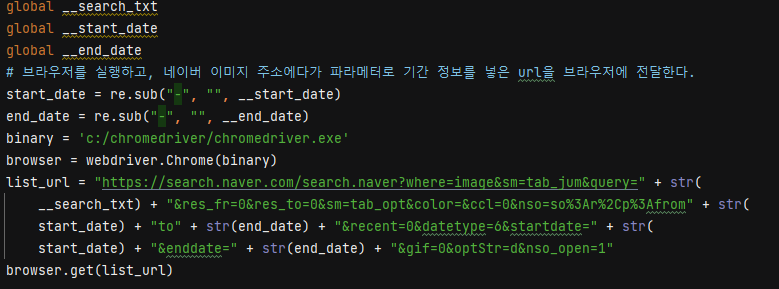 global __search_txt
global __start_date
global __end_date
# 브라우저를 실행하고, 네이버 이미지 주소에다가 파라메터로 기간 정보를 넣은 url을 브라우저에 전달한다.
start_date = re.sub("-", "", __start_date)
end_date = re.sub("-", "", __end_date)
binary = 'c:/chromedriver/chromedriver.exe'
browser = webdriver.Chrome(binary)
list_url = "https://search.naver.com/search.naver?where=image&sm=tab_jum&query=" + str(
    __search_txt) + "&res_fr=0&res_to=0&sm=tab_opt&color=&ccl=0&nso=so%3Ar%2Cp%3Afrom" + str(
    start_date) + "to" + str(end_date) + "&recent=0&datetype=6&startdate=" + str(
    start_date) + "&enddate=" + str(end_date) + "&gif=0&optStr=d&nso_open=1"
browser.get(list_url)